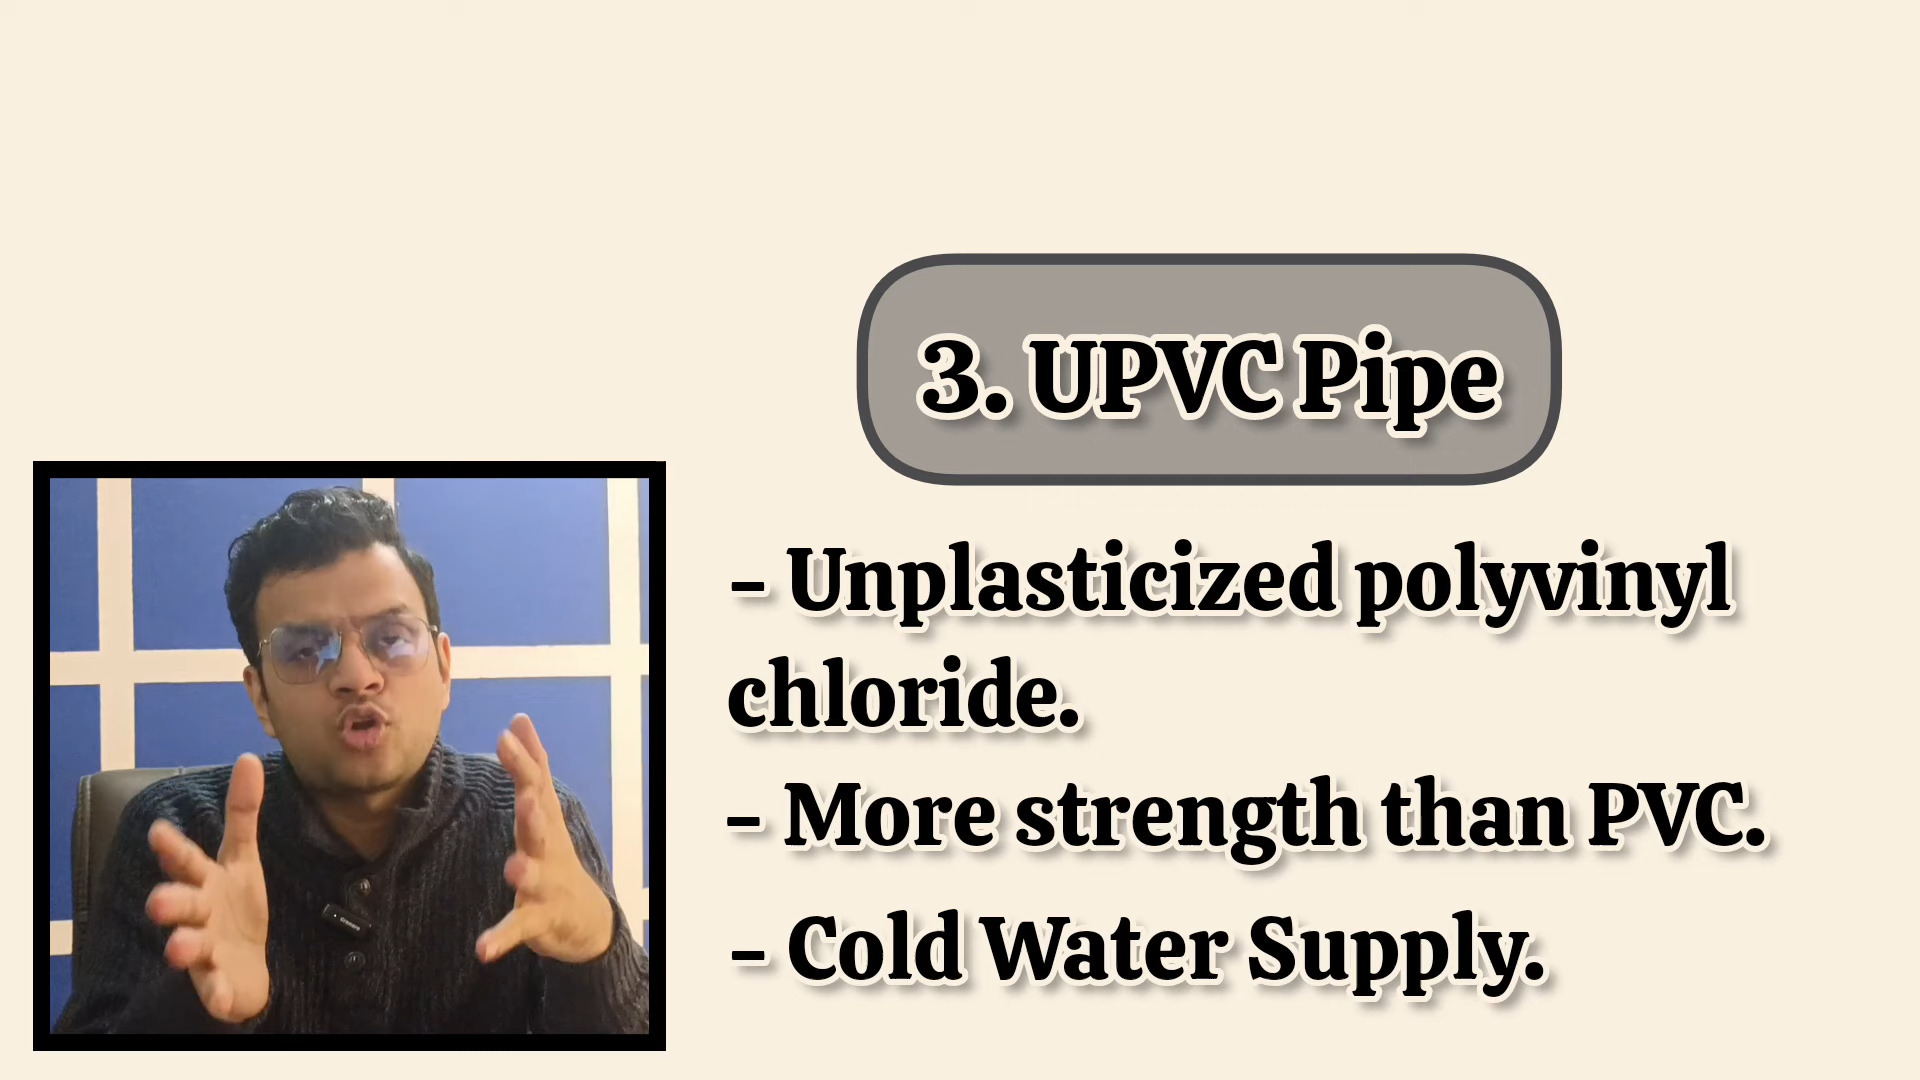 3. UPVC Pipe
- Unplasticized polyvinyl
chloride.
- More strength than PVC.
- Cold Water Supply.